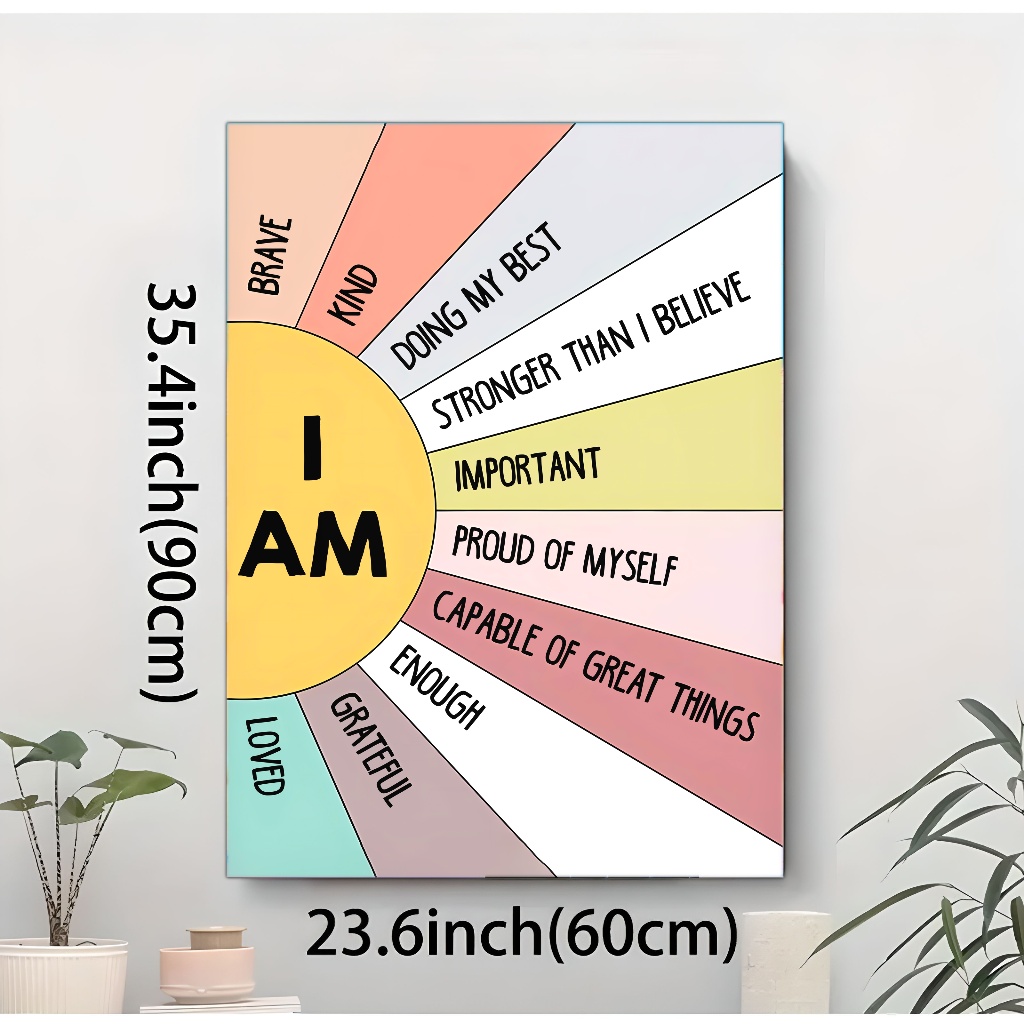 BRAVE
KIND
DOING MY BEST
STRONGER THAN I BELIEVE
IMPORTANT
PROUD OF MYSELF
CAPABLE OF GREAT THINGS
ENOUGH
GRATEFUL
LOVED
I
AM
35.4inch(90cm)
23.6inch(60cm)